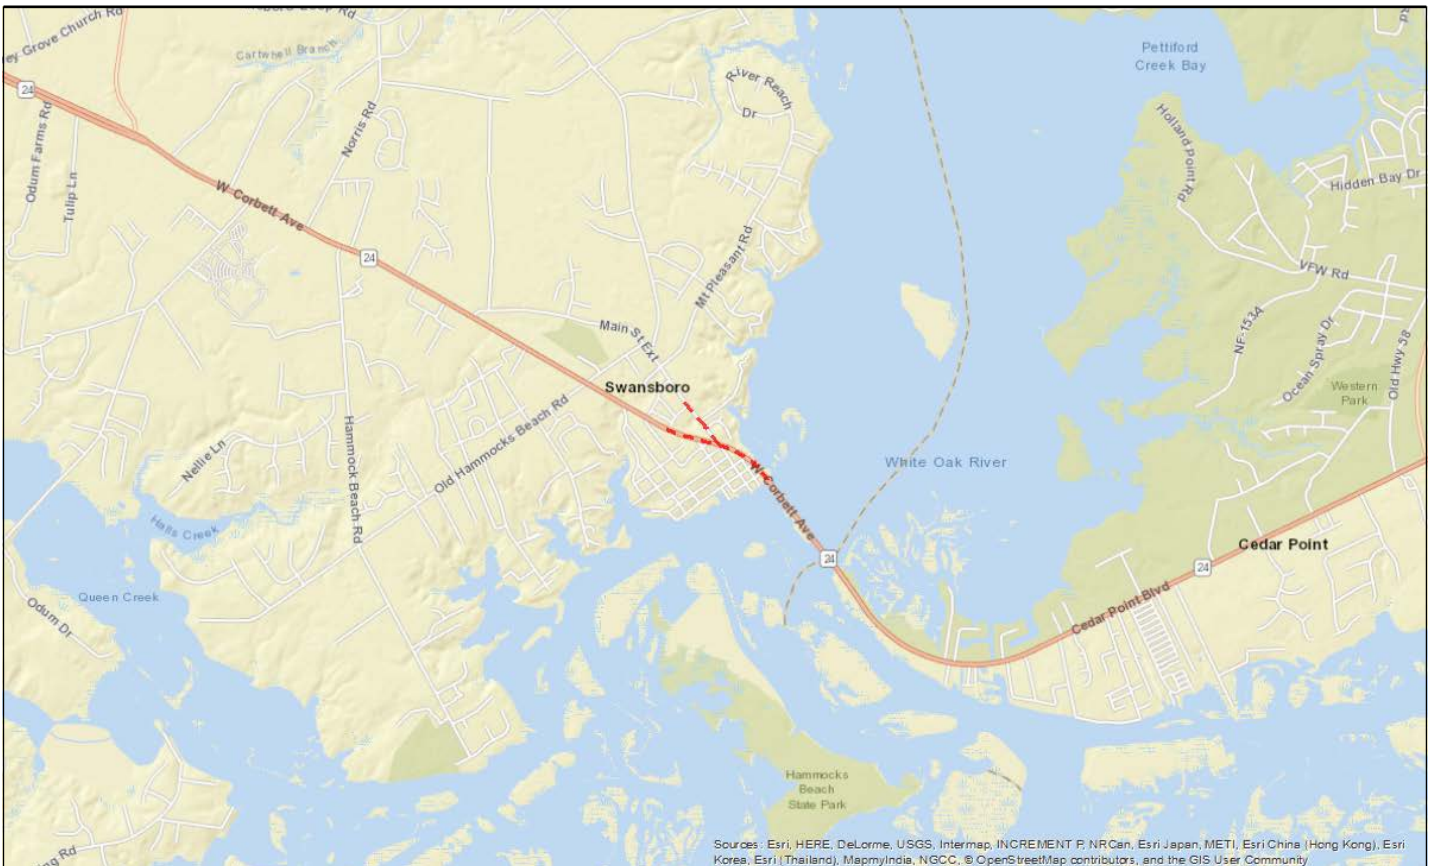 ey Grove Church Rd
Rd
Cartwhell Branch
24
Odum Farms Rd
Tulip Ln
Norris Rd
River Reach
Dr
Pettiford
Creek Bay
Holland Point Rd
Hidden Bay Dr
W Corbett Ave
24
Mt Pleasant Rd
VFW Rd
NF-153A
Ocean Spray Dr
Old Hwy 58
Western
Park
Main St Ext
Swansboro
Hammock Beach Rd
Old Hammocks Beach Rd
Nellie Ln
Halls Creek
White Oak River
W Corbett Ave
24
Cedar Point
24
Cedar Point Blvd
Queen Creek
Odum Dr
Hammocks
Beach
State Park
Rd
Sources: Esri, HERE, DeLorme, USGS, Intermap, INCREMENT P, NRCan, Esri Japan, METI, Esri China (Hong Kong), Esri
Korea, Esri (Thailand), MapmyIndia, NGCC, © OpenStreetMap contributors, and the GIS User Community